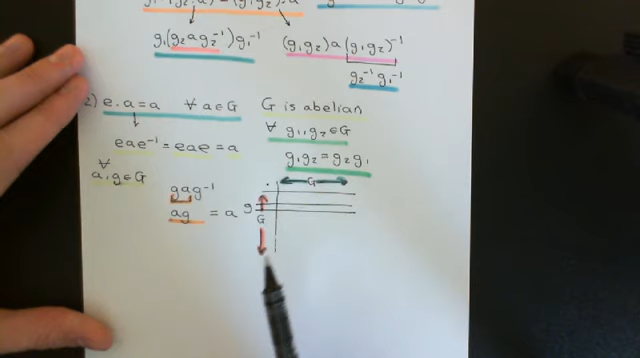 g₁(g₂ag₂⁻¹)g₁⁻¹ (g₁g₂)a(g₁g₂)⁻¹
g₂⁻¹g₁⁻¹
2) e.a=a ∀a∈G G is abelian
eae⁻¹=eae=a ∀ g₁,g₂∈G
∀ g₁g₂=g₂g₁
a,g∈G
gag⁻¹ G
ag = a g
G